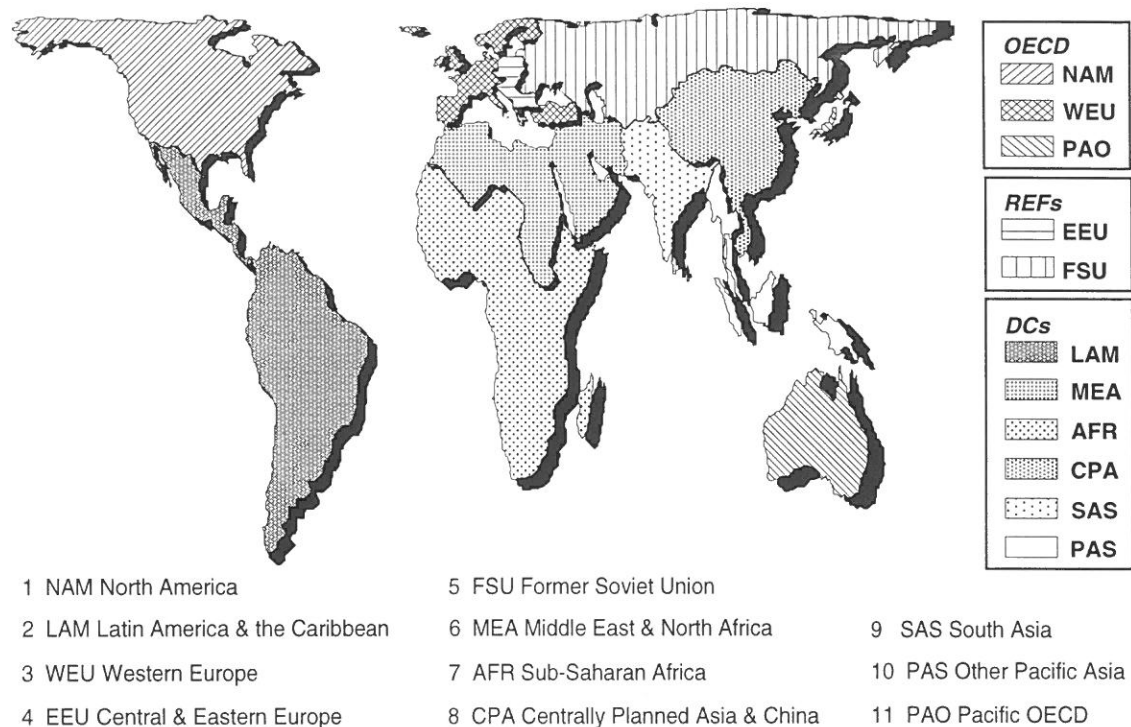 OECD
NAM
WEU
PAO
REFs
EEU
FSU
DCs
LAM
MEA
AFR
CPA
SAS
PAS
1 NAM North America
2 LAM Latin America & the Caribbean
3 WEU Western Europe
4 EEU Central & Eastern Europe
5 FSU Former Soviet Union
6 MEA Middle East & North Africa
7 AFR Sub-Saharan Africa
8 CPA Centrally Planned Asia & China
9 SAS South Asia
10 PAS Other Pacific Asia
11 PAO Pacific OECD